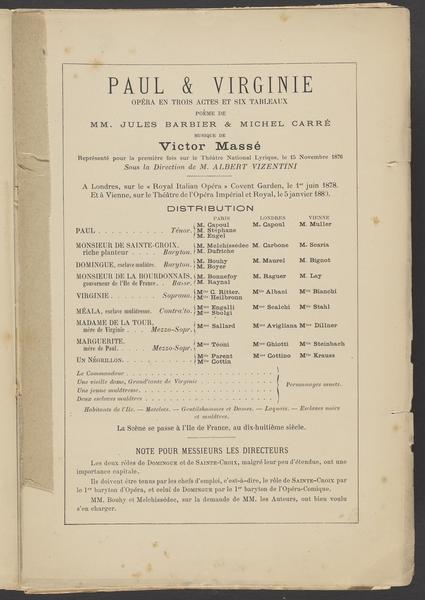 PAUL & VIRGINIE
OPÉRA EN TROIS ACTES ET SIX TABLEAUX
POÈME DE
MM. JULES BARBIER & MICHEL CARRÉ
MUSIQUE DE
Victor Massé
Représenté pour la première fois sur le Théâtre National Lyrique, le 15 Novembre 1876
Sous la Direction de M. ALBERT VIZENTINI
A Londres, sur le « Royal Italian Opéra » Covent Garden, le 1er juin 1878.
Et à Vienne, sur le Théâtre de l'Opéra Impérial et Royal, le 5 janvier 1880.
DISTRIBUTION
PARIS LONDRES VIENNE
PAUL . . . . . . . . . . . Ténor. M. Capoul M. Capoul M. Muller
M. Stéphane
M. Engel
MONSIEUR DE SAINTE-CROIX, M. Melchissédec M. Carbone M. Scaria
riche planteur . . . . Baryton. M. Dufriche
DOMINGUE, esclave mulâtre. Baryton. M. Bouhy M. Maurel M. Bignot
M. Boyer
MONSIEUR DE LA BOURDONNAIS, M. Bonnefoy M. Raguer M. Lay
gouverneur de l'Ile de France. . Basse. M. Raynal
VIRGINIE . . . . . . . Soprano. Mlle C. Ritter. Mlle Albani Mlle Bianchi
Mlle Heilbronn
MÉALA, esclave mulâtresse. Contralto. Mme Engalli Mme Scalchi Mme Stahl
Mme Sbolgi
MADAME DE LA TOUR,
mère de Virginie . . Mezzo-Sopr. Mme Sallard Mme Avigliana Mme Dillner
MARGUERITE,
mère de Paul. . . . . Mezzo-Sopr. Mme Téoni Mme Ghiotti Mme Steinbach
UN NÉGRILLON. . . . . . . . Mlle Parent Mme Cottino Mlle Krauss
Mlle Cottin
Le Commandeur . . . . . . . . . . . . . .
Une vieille dame, Grand'tante de Virginie . . . . . . . Personnages muets.
Une jeune mulâtresse. . . . . . . . . . . . . .
Deux esclaves mulâtres . . . . . . . . . . . . . .
Habitants de l'Ile. — Matelots. — Gentilshommes et Dames. — Laquais. — Esclaves noirs
et mulâtres.
La Scène se passe à l'Ile de France, au dix-huitième siècle.
NOTE POUR MESSIEURS LES DIRECTEURS
Les deux rôles de DOMINGUE et de SAINTE-CROIX, malgré leur peu d'étendue, ont une
importance capitale.
Ils doivent être tenus par les chefs d'emploi, c'est-à-dire, le rôle de SAINTE-CROIX par
le 1er baryton d'Opéra, et celui de DOMINGUE par le 1er baryton de l'Opéra-Comique.
MM. Bouhy et Melchissédec, sur la demande de MM. les Auteurs, ont bien voulu
s'en charger.